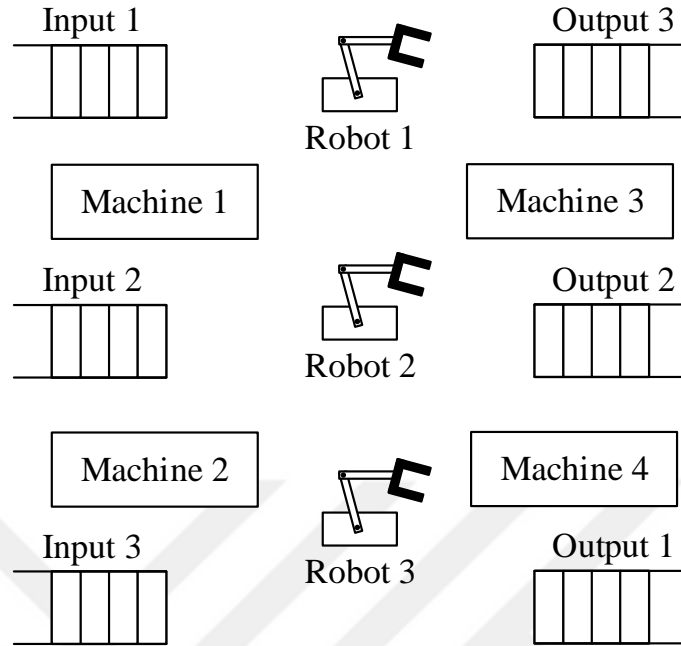 Input 1
Output 3
Robot 1
Machine 1
Machine 3
Input 2
Output 2
Robot 2
Machine 2
Machine 4
Input 3
Output 1
Robot 3